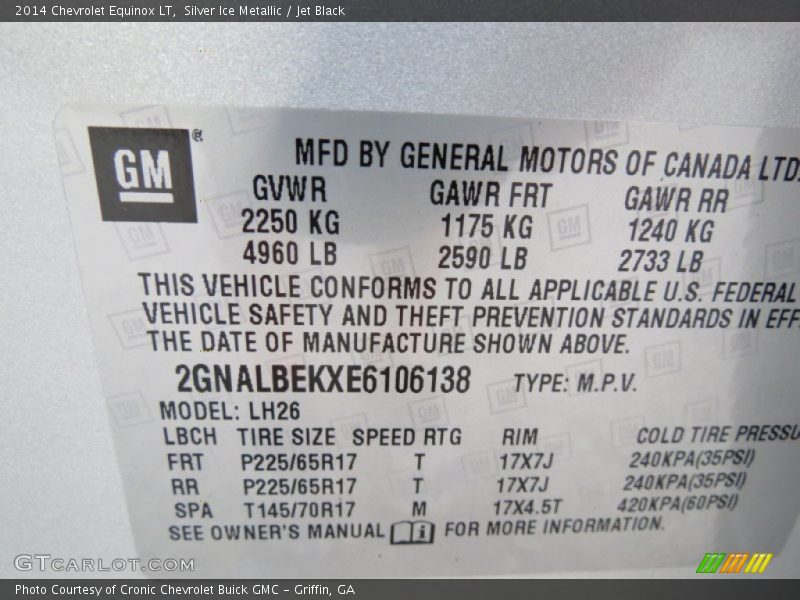 2014 Chevrolet Equinox LT,  Silver Ice Metallic / Jet Black
GM®
MFD BY GENERAL MOTORS OF CANADA LTD.
GVWR GAWR FRT GAWR RR
2250 KG 1175 KG 1240 KG
4960 LB 2590 LB 2733 LB
THIS VEHICLE CONFORMS TO ALL APPLICABLE U.S. FEDERAL
VEHICLE SAFETY AND THEFT PREVENTION STANDARDS IN EFF
THE DATE OF MANUFACTURE SHOWN ABOVE.
2GNALBEKXE6106138 TYPE: M.P.V.
MODEL: LH26
LBCH TIRE SIZE SPEED RTG RIM COLD TIRE PRESSU
FRT P225/65R17 T 17X7J 240KPA(35PSI)
RR P225/65R17 T 17X7J 240KPA(35PSI)
SPA T145/70R17 M 17X4.5T 420KPA(60PSI)
SEE OWNER'S MANUAL FOR MORE INFORMATION.
GTCARLOT.COM
Photo Courtesy of Cronic Chevrolet Buick GMC – Griffin, GA